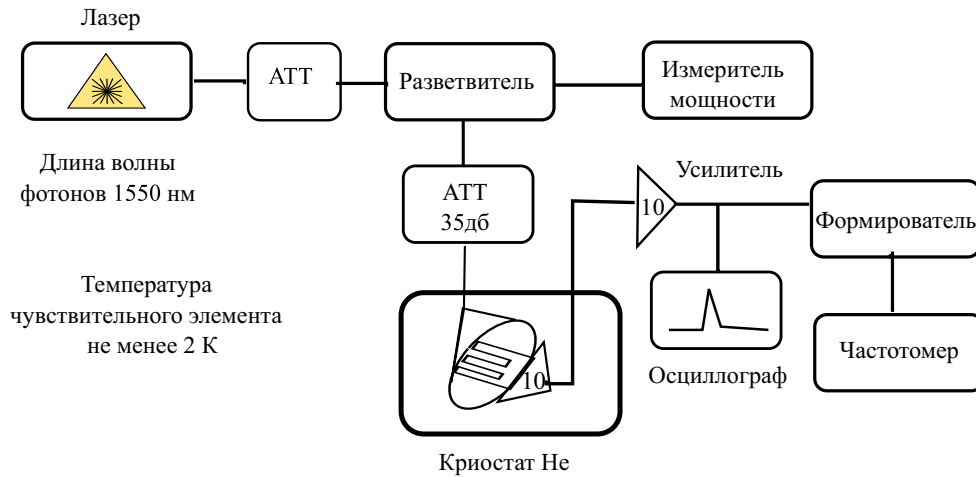 Лазер
АТТ
Разветвитель
Измеритель
мощности
Длина волны
фотонов 1550 нм
АТТ
35дб
Усилитель
10
Формирователь
Температура
чувствительного элемента
не менее 2 К
10
Осциллограф
Частотомер
Криостат Не